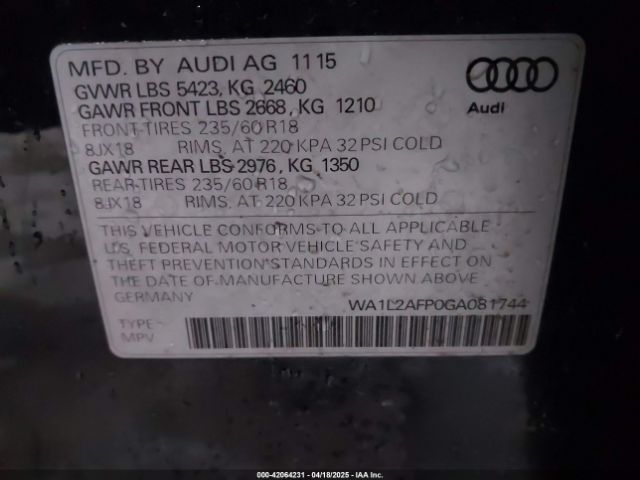 MFD. BY AUDI AG 11 15
GVWR LBS 5423, KG 2460
GAWR FRONT LBS 2668, KG 1210
FRONT-TIRES 235/60 R18
8JX18 RIMS, AT 220 KPA 32 PSI COLD
GAWR REAR LBS 2976, KG 1350
REAR-TIRES 235/60 R18
8JX18 RIMS, AT 220 KPA 32 PSI COLD
Audi
THIS VEHICLE CONFORMS TO ALL APPLICABLE
U.S. FEDERAL MOTOR VEHICLE SAFETY AND
THEFT PREVENTION STANDARDS IN EFFECT ON
THE DATE OF MANUFACTURE SHOWN ABOVE
GERMANY
WA1L2AFP0GA081744
TYPE:
MPV
000-42064231 - 04/18/2025 - IAA Inc.